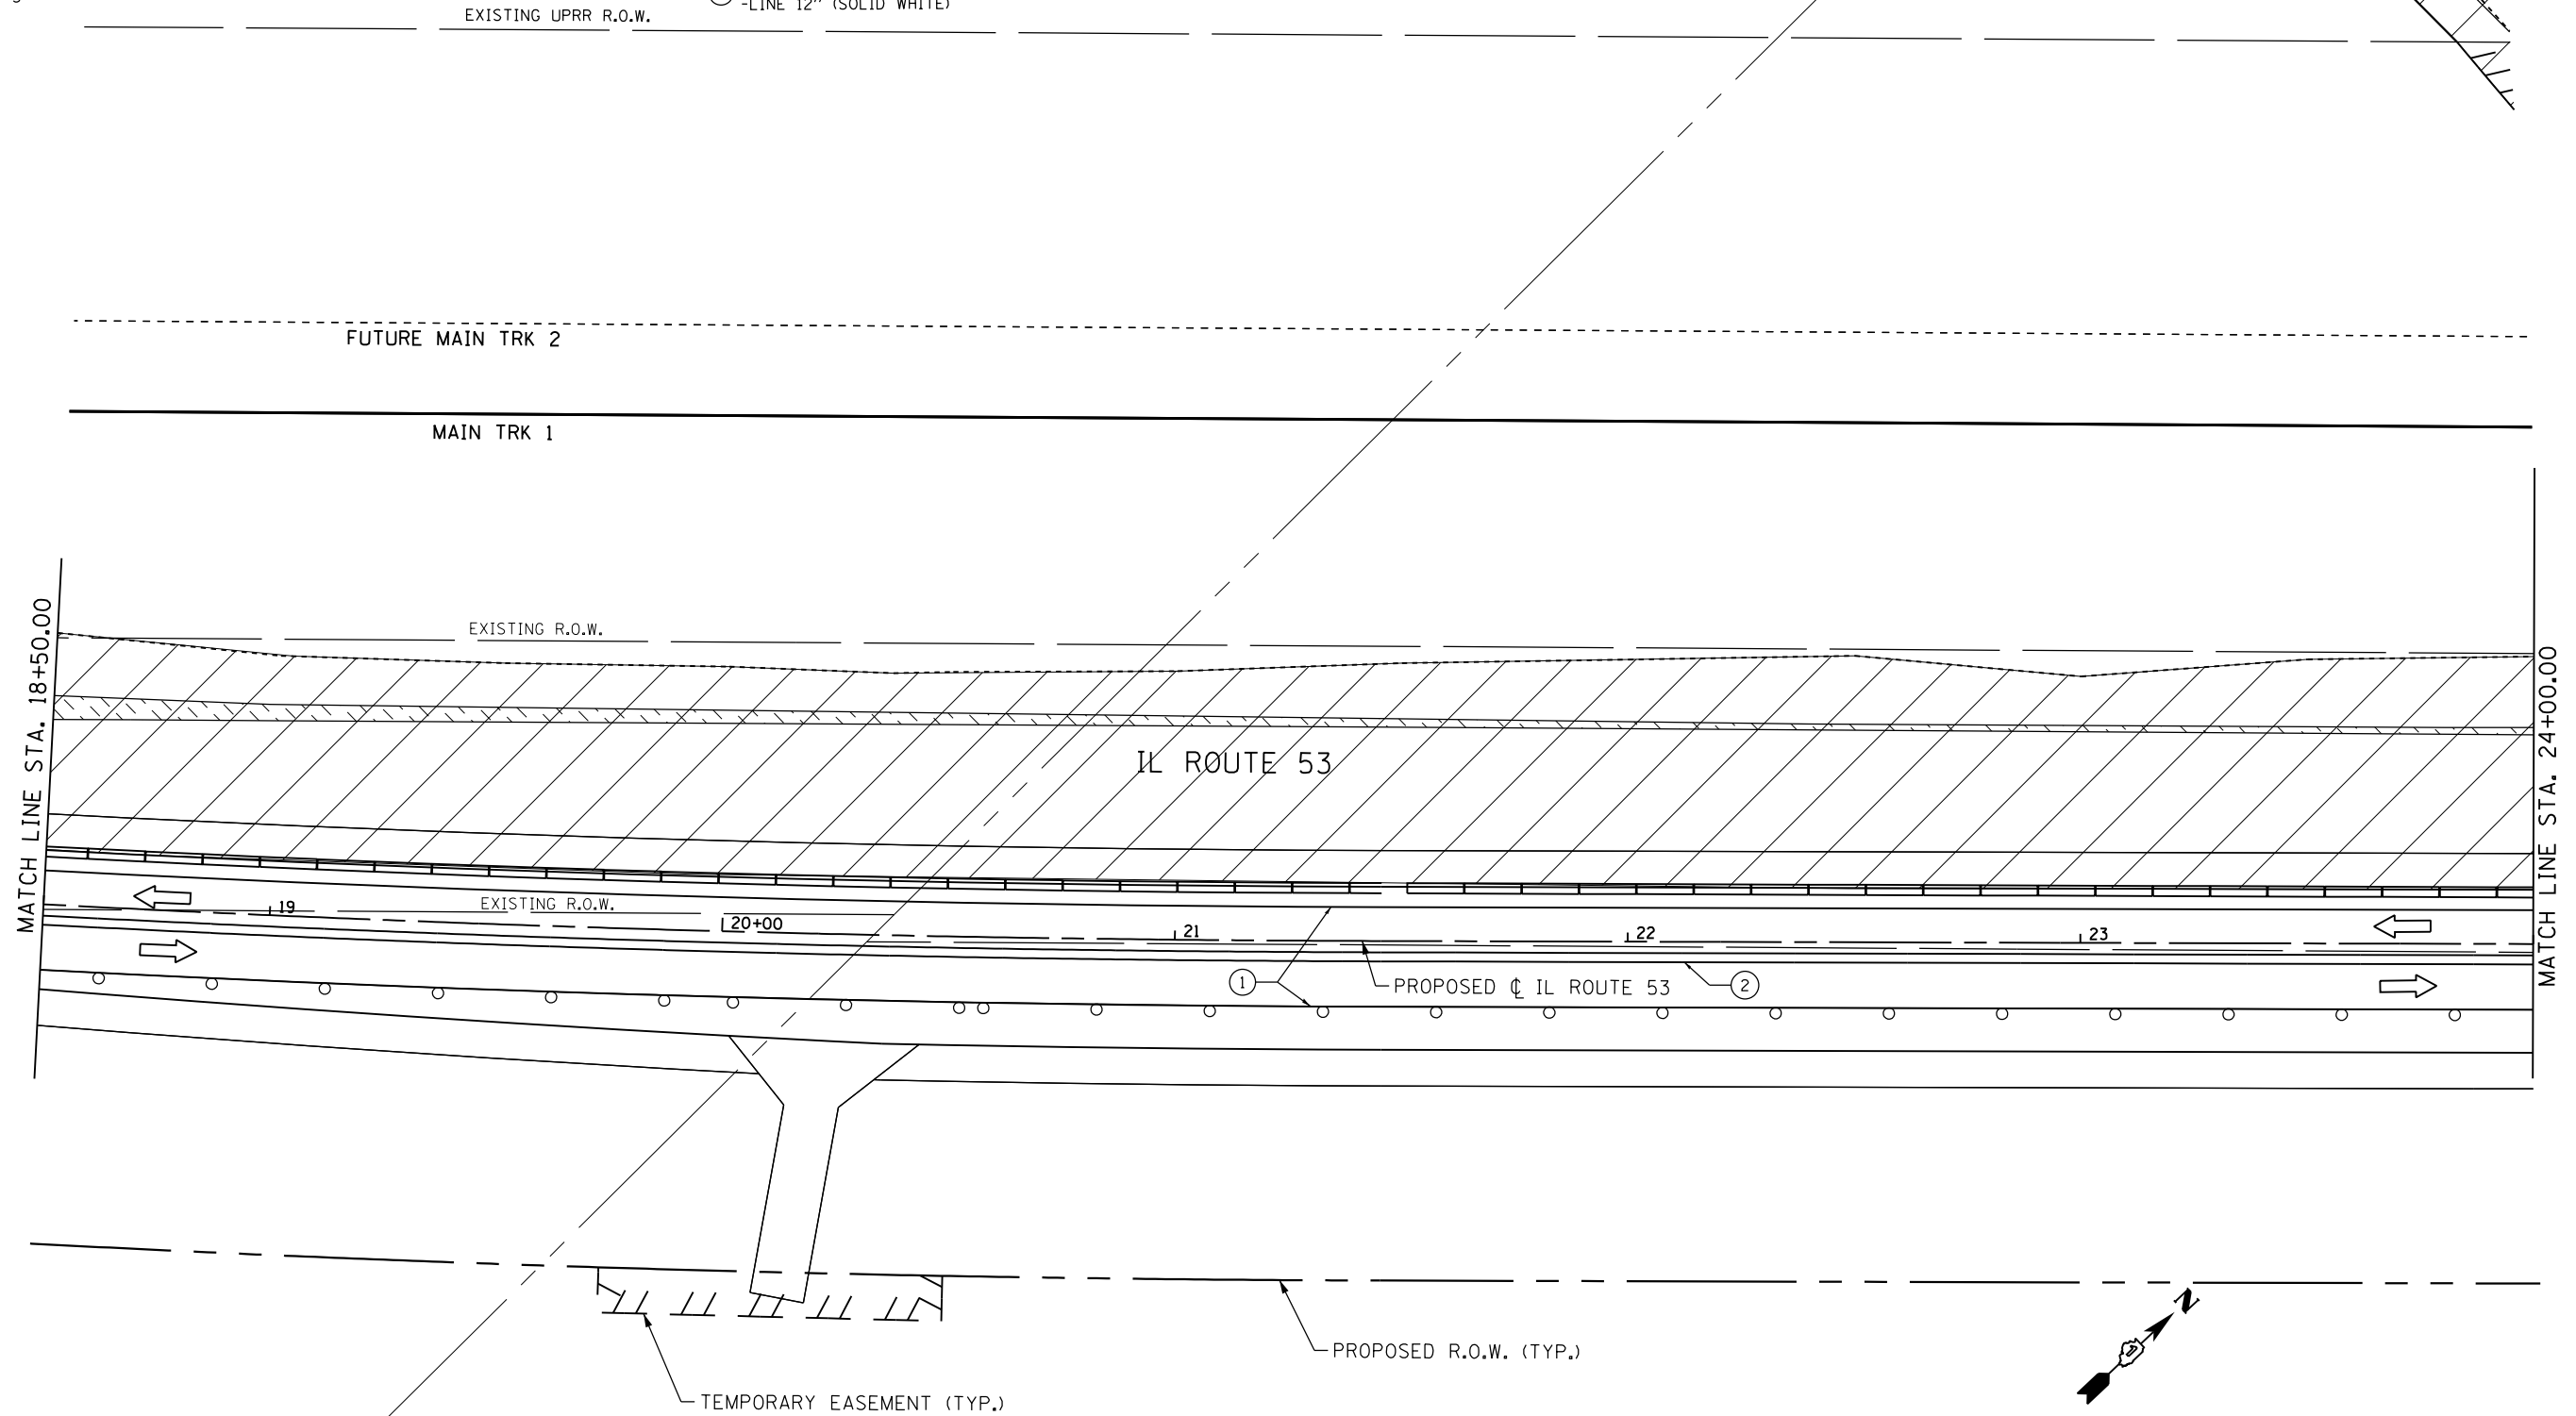 -LINE 12" (SOLID WHITE)
EXISTING UPRR R.O.W.
FUTURE MAIN TRK 2
MAIN TRK 1
EXISTING R.O.W.
MATCH LINE STA. 18+50.00
MATCH LINE STA. 24+00.00
IL ROUTE 53
EXISTING R.O.W.
19
20+00
21
22
23
1
PROPOSED ℄ IL ROUTE 53
2
N
PROPOSED R.O.W. (TYP.)
TEMPORARY EASEMENT (TYP.)